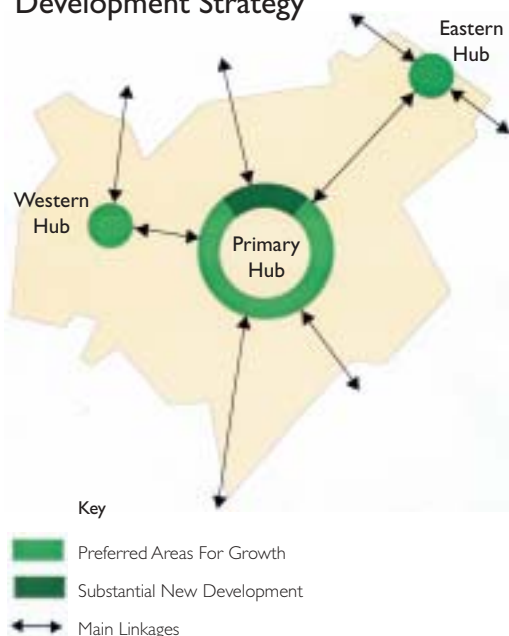 Development Strategy
Eastern
Hub
Western
Hub
Primary
Hub
Key
Preferred Areas For Growth
Substantial New Development
Main Linkages